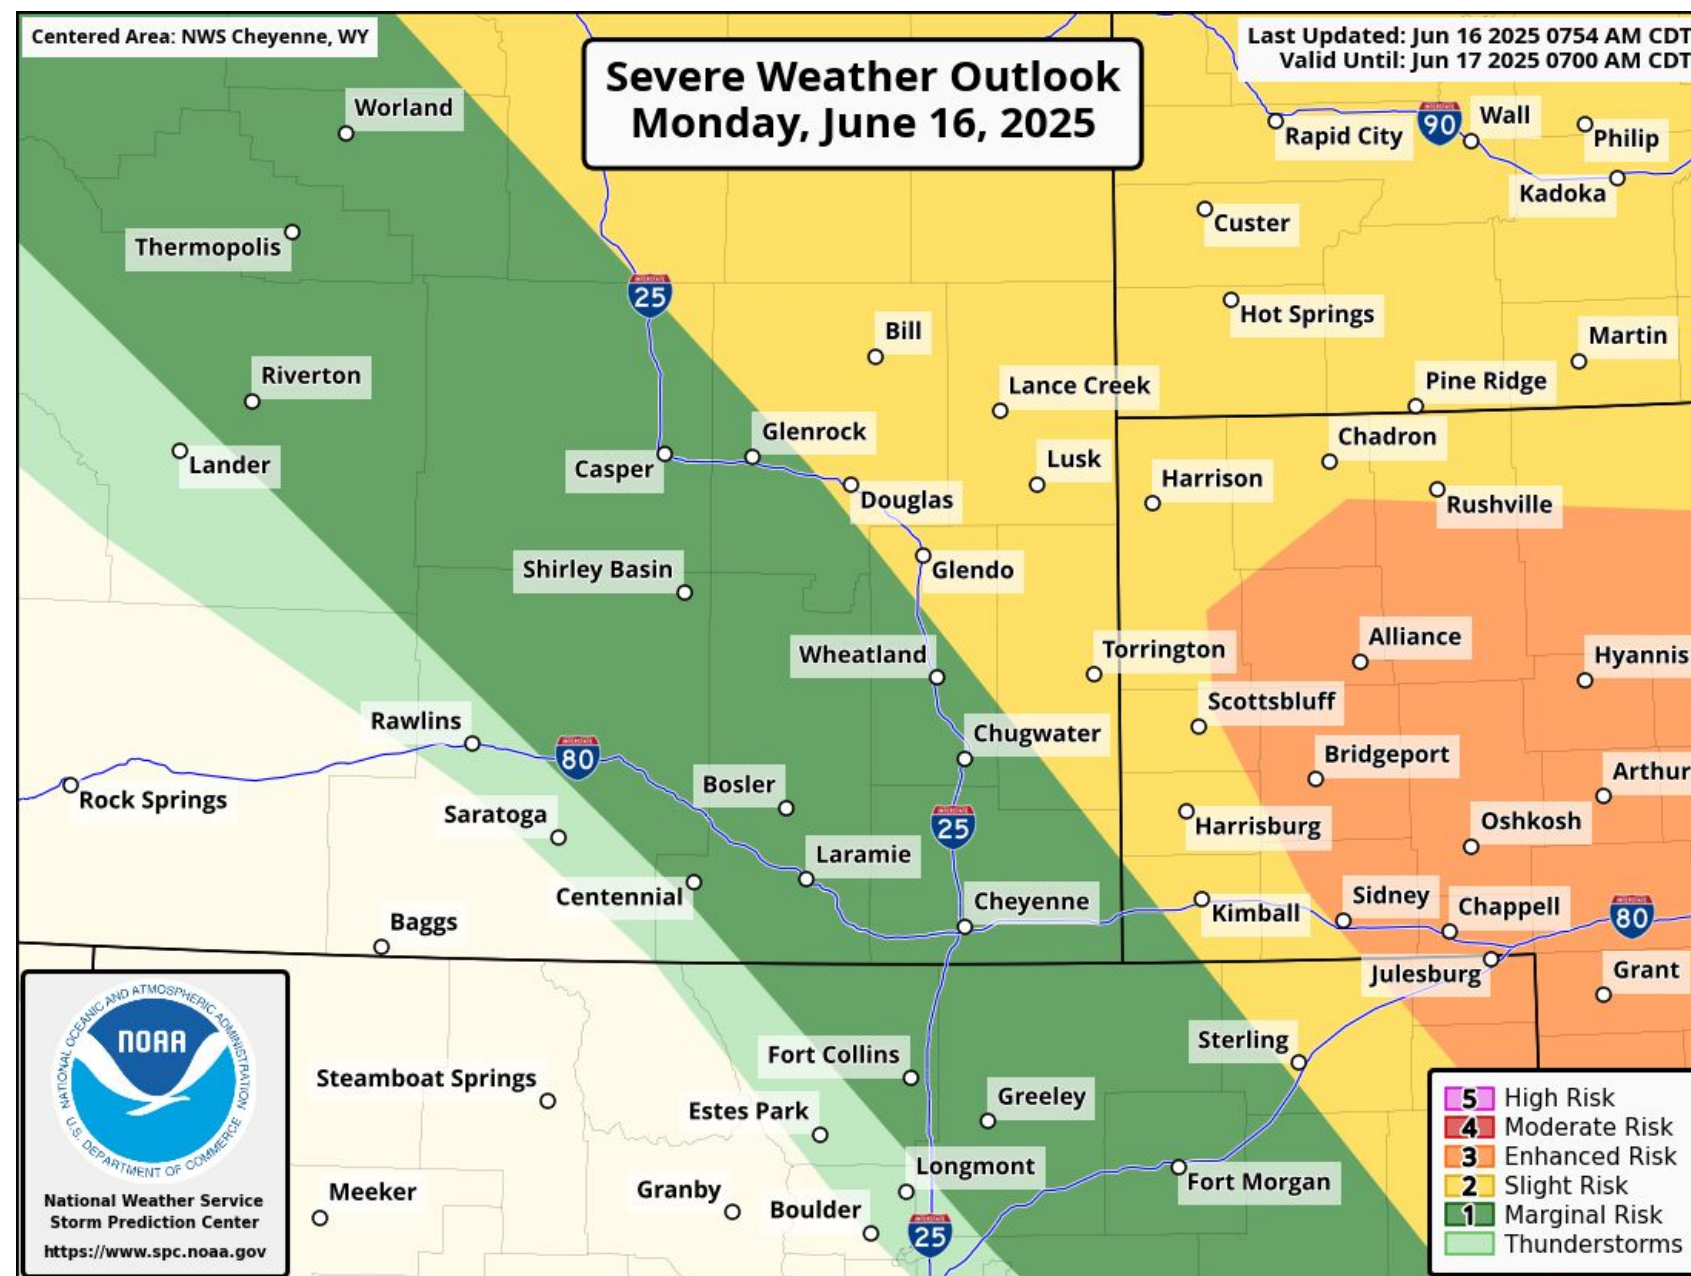 Centered Area: NWS Cheyenne, WY
Severe Weather Outlook
Monday, June 16, 2025
Last Updated: Jun 16 2025 0754 AM CDT
Valid Until: Jun 17 2025 0700 AM CDT
Worland
INTERSTATE
90
Wall
Philip
Rapid City
Kadoka
Custer
Thermopolis
INTERSTATE
25
Hot Springs
Bill
Martin
Riverton
Lance Creek
Pine Ridge
Glenrock
Chadron
Lander
Casper
Lusk
Harrison
Douglas
Rushville
Shirley Basin
Glendo
Wheatland
Torrington
Alliance
Hyannis
Scottsbluff
Rawlins
Chugwater
INTERSTATE
80
Bridgeport
Rock Springs
Bosler
Arthur
Saratoga
INTERSTATE
25
Harrisburg
Oshkosh
Laramie
Centennial
Cheyenne
Kimball
Sidney
Chappell
INTERSTATE
80
Baggs
Julesburg
Grant
Fort Collins
Sterling
Steamboat Springs
Estes Park
Greeley
Longmont
Meeker
Granby
Boulder
Fort Morgan
INTERSTATE
25
NATIONAL OCEANIC AND ATMOSPHERIC ADMINISTRATION
NOAA
U.S. DEPARTMENT OF COMMERCE
National Weather Service
Storm Prediction Center
https://www.spc.noaa.gov
5 High Risk
4 Moderate Risk
3 Enhanced Risk
2 Slight Risk
1 Marginal Risk
Thunderstorms